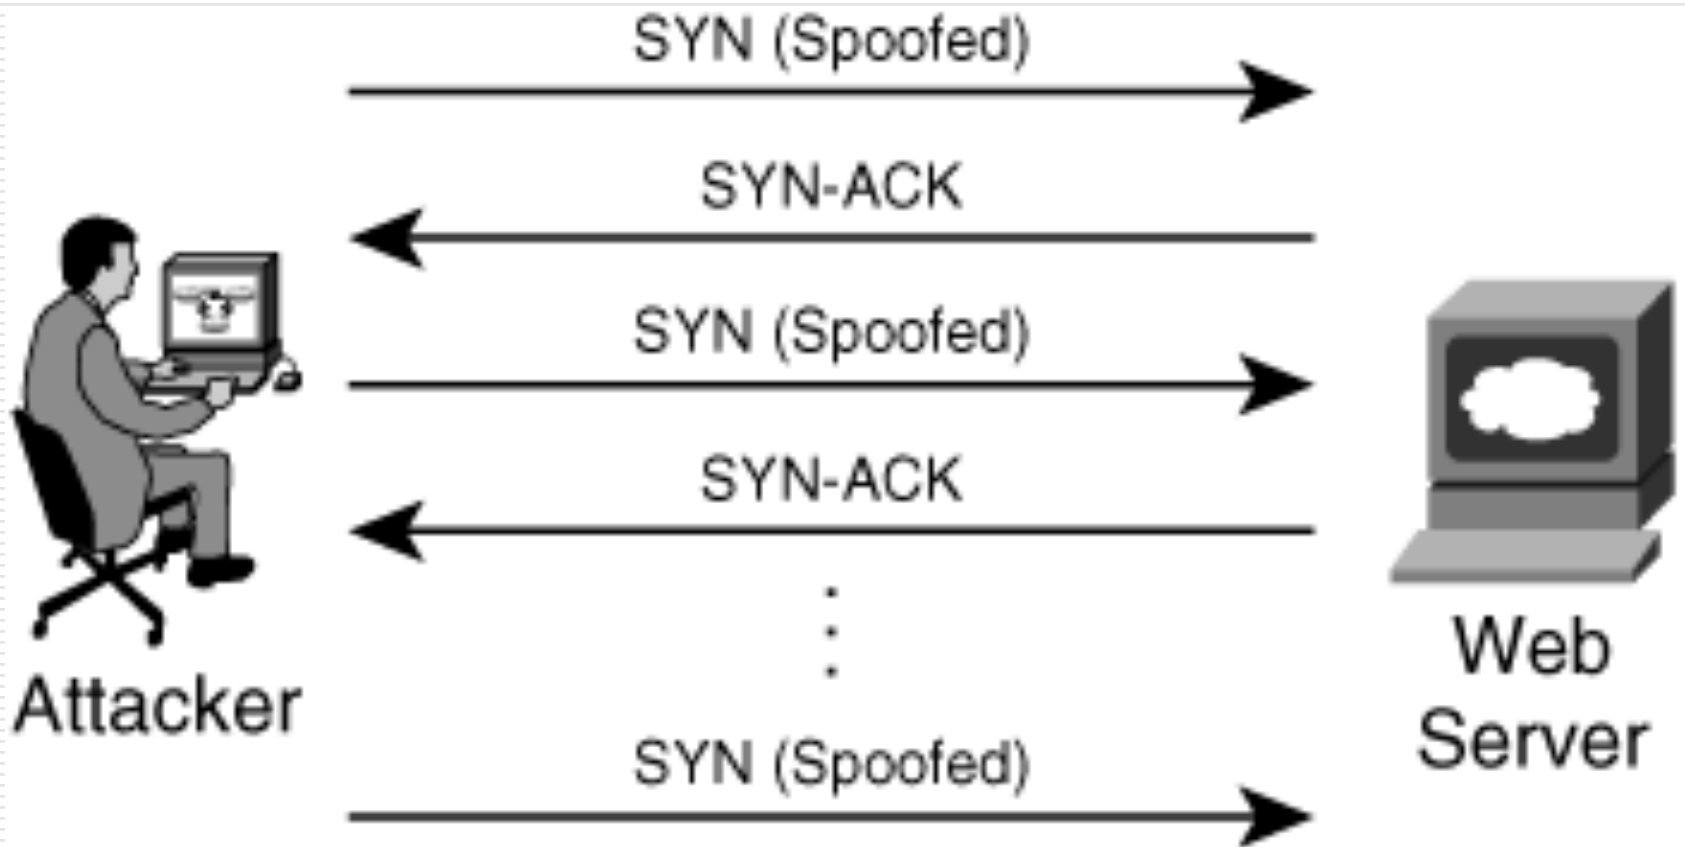 SYN (Spoofed)
SYN-ACK
SYN (Spoofed)
SYN-ACK
Attacker
Web
Server
SYN (Spoofed)